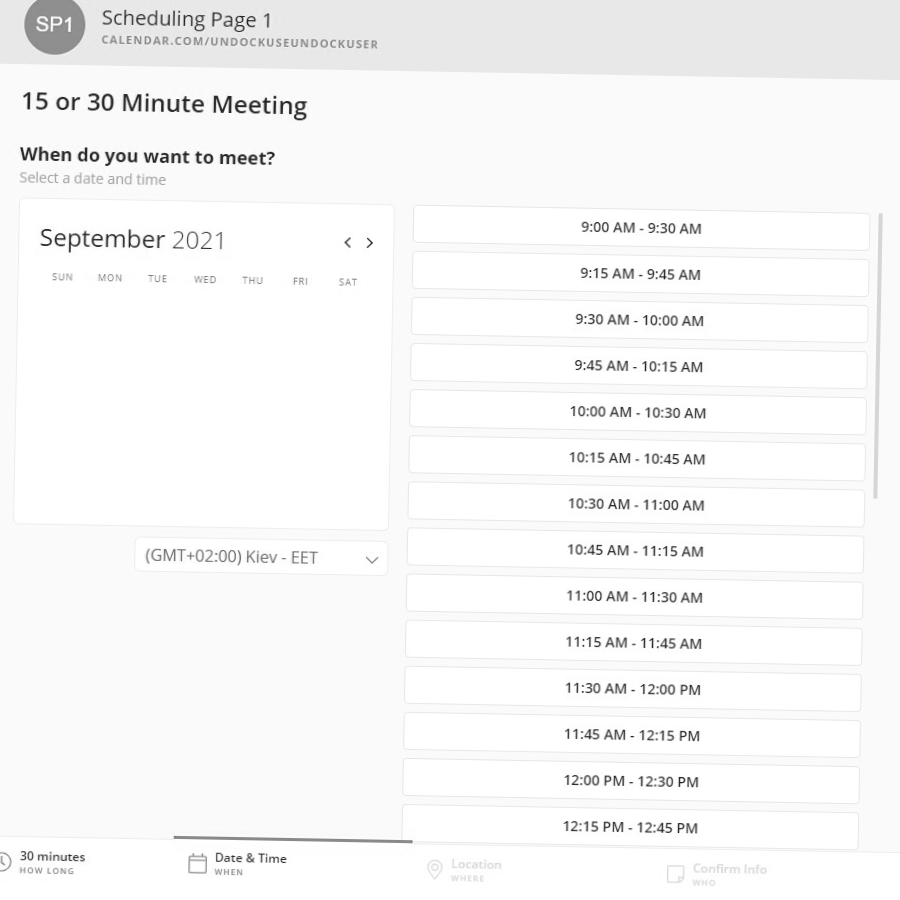 SP1
Scheduling Page 1
CALENDAR.COM/UNDOCKUSEUNDOCKUSER
15 or 30 Minute Meeting
When do you want to meet?
Select a date and time
September 2021
SUN MON TUE WED THU FRI SAT
(GMT+02:00) Kiev - EET
9:00 AM - 9:30 AM
9:15 AM - 9:45 AM
9:30 AM - 10:00 AM
9:45 AM - 10:15 AM
10:00 AM - 10:30 AM
10:15 AM - 10:45 AM
10:30 AM - 11:00 AM
10:45 AM - 11:15 AM
11:00 AM - 11:30 AM
11:15 AM - 11:45 AM
11:30 AM - 12:00 PM
11:45 AM - 12:15 PM
12:00 PM - 12:30 PM
12:15 PM - 12:45 PM
30 minutes
HOW LONG
Date & Time
WHEN
Location
WHERE
Confirm Info
WHO